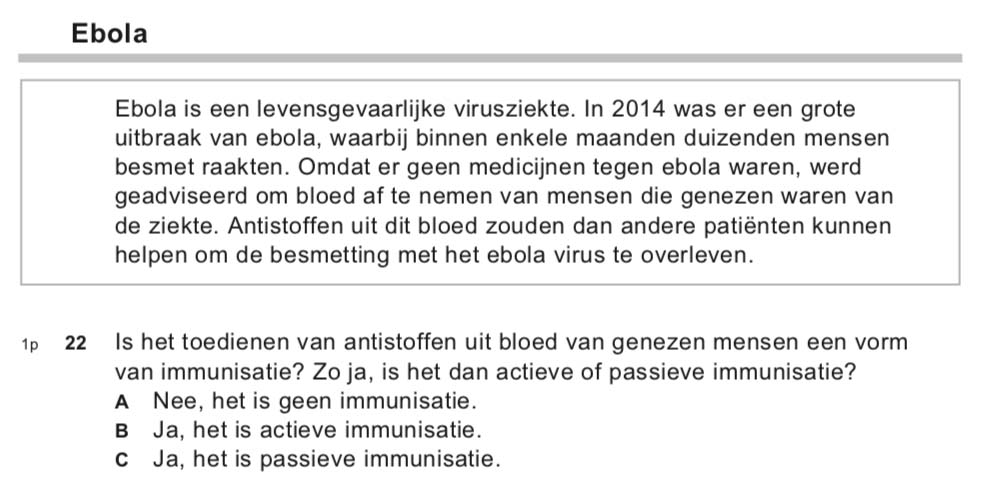 Ebola
Ebola is een levensgevaarlijke virusziekte. In 2014 was er een grote
uitbraak van ebola, waarbij binnen enkele maanden duizenden mensen
besmet raakten. Omdat er geen medicijnen tegen ebola waren, werd
geadviseerd om bloed af te nemen van mensen die genezen waren van
de ziekte. Antistoffen uit dit bloed zouden dan andere patiënten kunnen
helpen om de besmetting met het ebola virus te overleven.
1p 22 Is het toedienen van antistoffen uit bloed van genezen mensen een vorm
van immunisatie? Zo ja, is het dan actieve of passieve immunisatie?
A Nee, het is geen immunisatie.
B Ja, het is actieve immunisatie.
C Ja, het is passieve immunisatie.